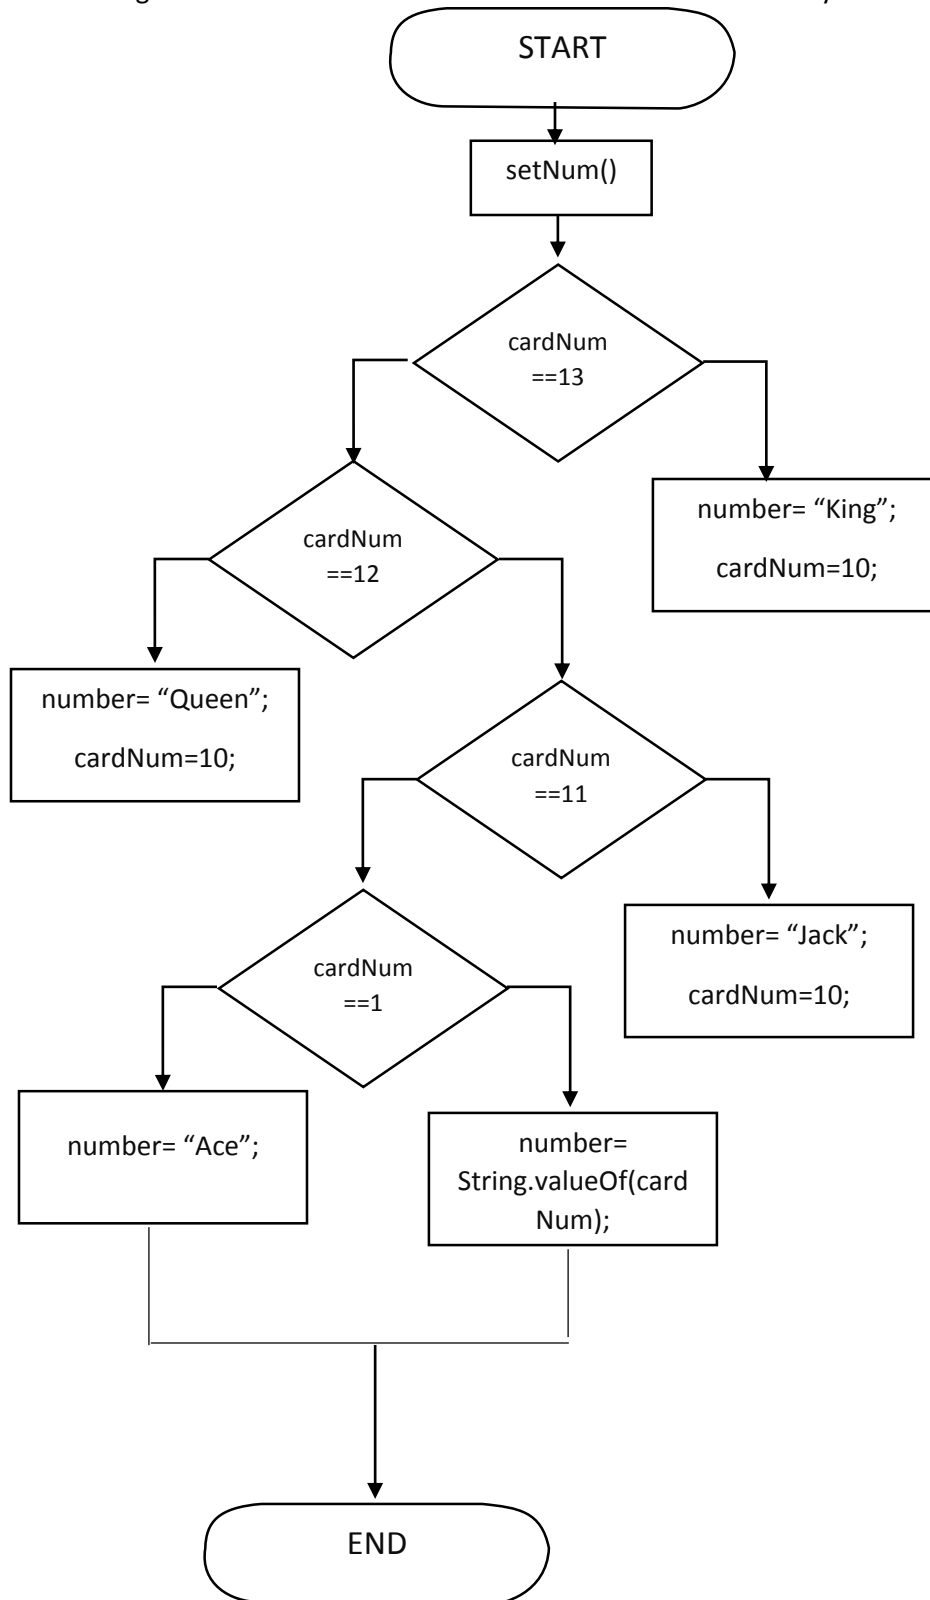 START
setNum()
cardNum
==13
number= “King”;
cardNum=10;
cardNum
==12
number= “Queen”;
cardNum=10;
cardNum
==11
number= “Jack”;
cardNum=10;
cardNum
==1
number= “Ace”;
number=
String.valueOf(card
Num);
END